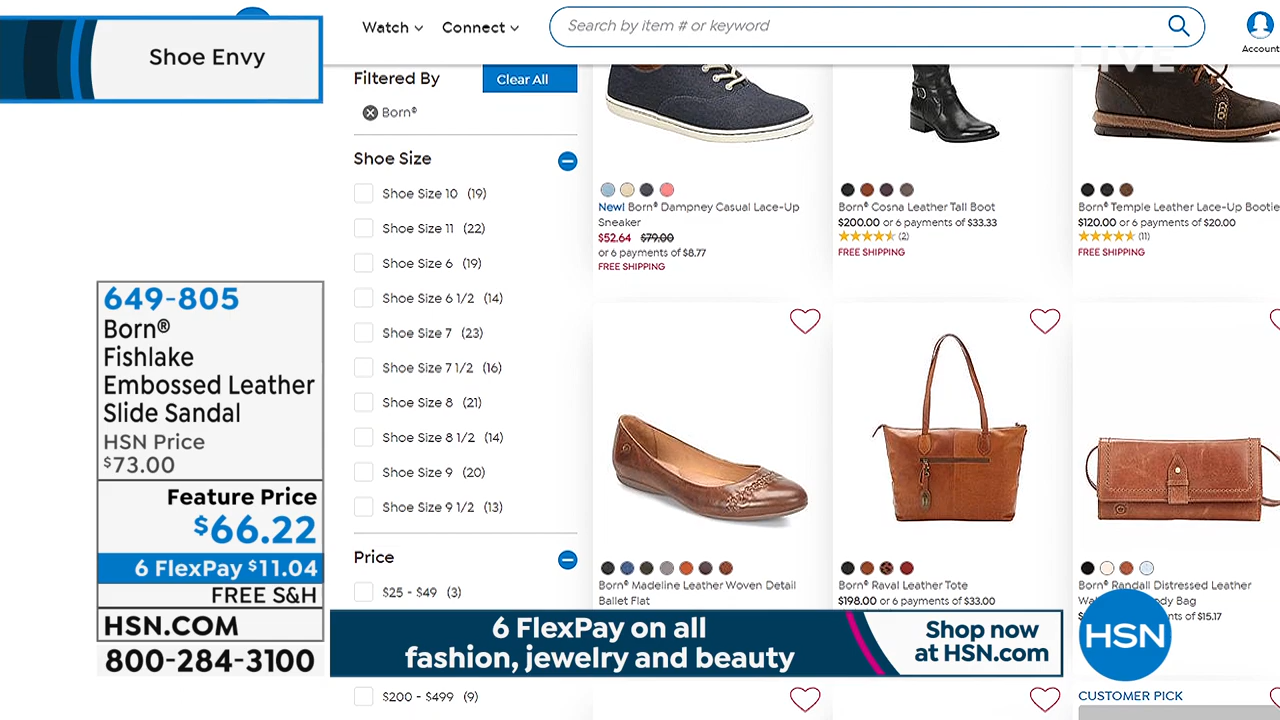 Shoe Envy
Watch
Connect
Search by item # or keyword
Account
LIVE
Filtered By
Clear All
Born®
Shoe Size
Shoe Size 10 (19)
Shoe Size 11 (22)
Shoe Size 6 (19)
Shoe Size 6 1/2 (14)
Shoe Size 7 (23)
Shoe Size 7 1/2 (16)
Shoe Size 8 (21)
Shoe Size 8 1/2 (14)
Shoe Size 9 (20)
Shoe Size 9 1/2 (13)
Price
$25 - $49 (3)
$200 - $499 (9)
New! Born® Dampney Casual Lace-Up
Sneaker
$52.64 $79.00
or 6 payments of $8.77
FREE SHIPPING
Born® Cosna Leather Tall Boot
$200.00 or 6 payments of $33.33
(2)
FREE SHIPPING
Born® Temple Leather Lace-Up Bootie
$120.00 or 6 payments of $20.00
(11)
FREE SHIPPING
Born® Madeline Leather Woven Detail
Ballet Flat
Born® Raval Leather Tote
$198.00 or 6 payments of $33.00
Born® Randall Distressed Leather
of $15.17
CUSTOMER PICK
649-805
Born®
Fishlake
Embossed Leather
Slide Sandal
HSN Price
$73.00
Feature Price
$66.22
6 FlexPay $11.04
FREE S&H
HSN.COM
800-284-3100
6 FlexPay on all
fashion, jewelry and beauty
Shop now
at HSN.com
HSN